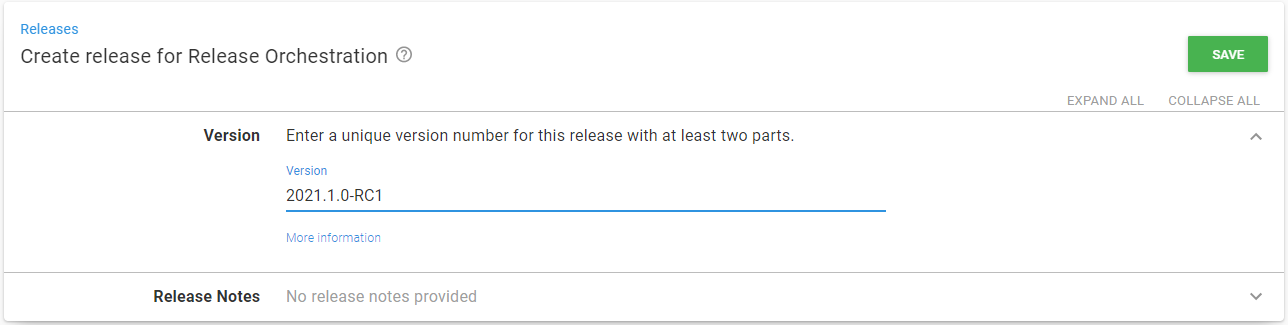 Releases
Create release for Release Orchestration
SAVE
EXPAND ALL COLLAPSE ALL
Version Enter a unique version number for this release with at least two parts.
Version
2021.1.0-RC1
More information
Release Notes No release notes provided